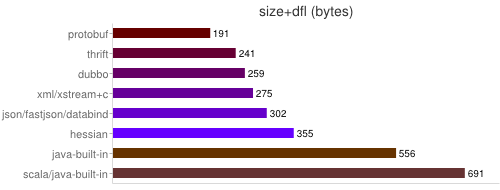 size+dfl (bytes)
protobuf 191
thrift 241
dubbo 259
xml/xstream+c 275
json/fastjson/databind 302
hessian 355
java-built-in 556
scala/java-built-in 691